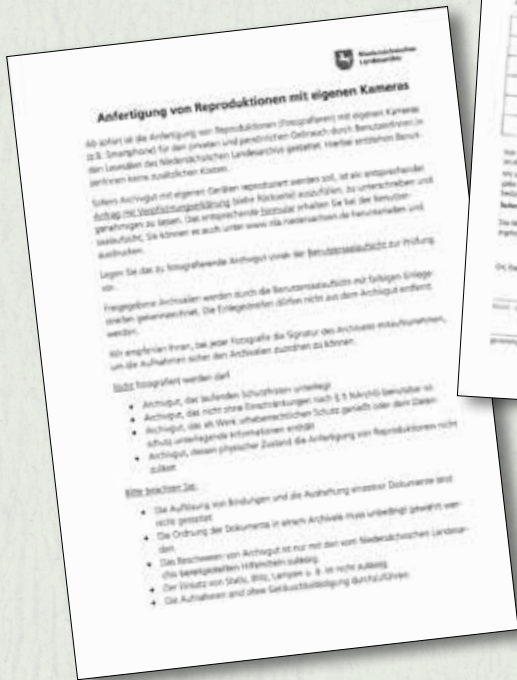 Niedersächsisches
Landesarchiv
Anfertigung von Reproduktionen mit eigenen Kameras
Ab sofort ist die Anfertigung von Reproduktionen (Fotografieren) mit eigenen Kameras
(z.B. Smartphone) für den privaten und persönlichen Gebrauch durch BenutzerInnen in
den Lesesälen des Niedersächsischen Landesarchivs gestattet. Hierbei entstehen Benut-
zerInnen keine zusätzlichen Kosten.
Sofern Archivgut mit eigenen Geräten reproduziert werden soll, ist ein entsprechender
Antrag mit Verpflichtungserklärung (siehe Rückseite) auszufüllen, zu unterschreiben und
genehmigen zu lassen. Das entsprechende Formular erhalten Sie bei der Benutzer-
saalaufsicht; Sie können es auch unter www.nla.niedersachsen.de herunterladen und
ausdrucken.
Legen Sie das zu fotografierende Archivgut vorab der Benutzersaalaufsicht zur Prüfung
vor.
Freigegebene Archivalien werden durch die Benutzersaalaufsicht mit farbigen Einlege-
streifen gekennzeichnet. Die Einlegestreifen dürfen nicht aus dem Archivgut entfernt
werden.
Wir empfehlen Ihnen, bei jeder Fotografie die Signatur des Archivales mitaufzunehmen,
um die Aufnahmen sicher den Archivalien zuordnen zu können.
Nicht fotografiert werden darf
• Archivgut, das laufenden Schutzfristen unterliegt
• Archivgut, das nicht ohne Einschränkungen nach § 5 NArchG benutzbar ist
• Archivgut, das als Werk urheberrechtlichen Schutz genießt oder dem Daten-
schutz unterliegende Informationen enthält
• Archivgut, dessen physischer Zustand die Anfertigung von Reproduktionen nicht
zulässt
Bitte beachten Sie:
• Die Auflösung von Bindungen und die Ausheftung einzelner Dokumente sind
nicht gestattet
• Die Ordnung der Dokumente in einem Archivale muss unbedingt gewahrt wer-
den
• Das Beschweren von Archivgut ist nur mit den vom Niedersächsischen Landesar-
chiv bereitgestellten Hilfsmitteln zulässig.
• Der Einsatz von Stativ, Blitz, Lampen u. ä. ist nicht zulässig
• Die Aufnahmen sind ohne Geräuschbelästigung durchzuführen.